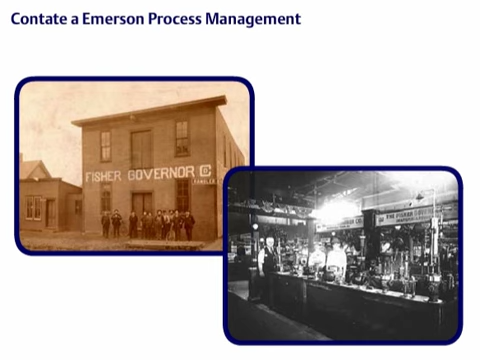 Contate a Emerson Process Management
FISHER GOVERNOR Co
THE FISHER GOVERNOR